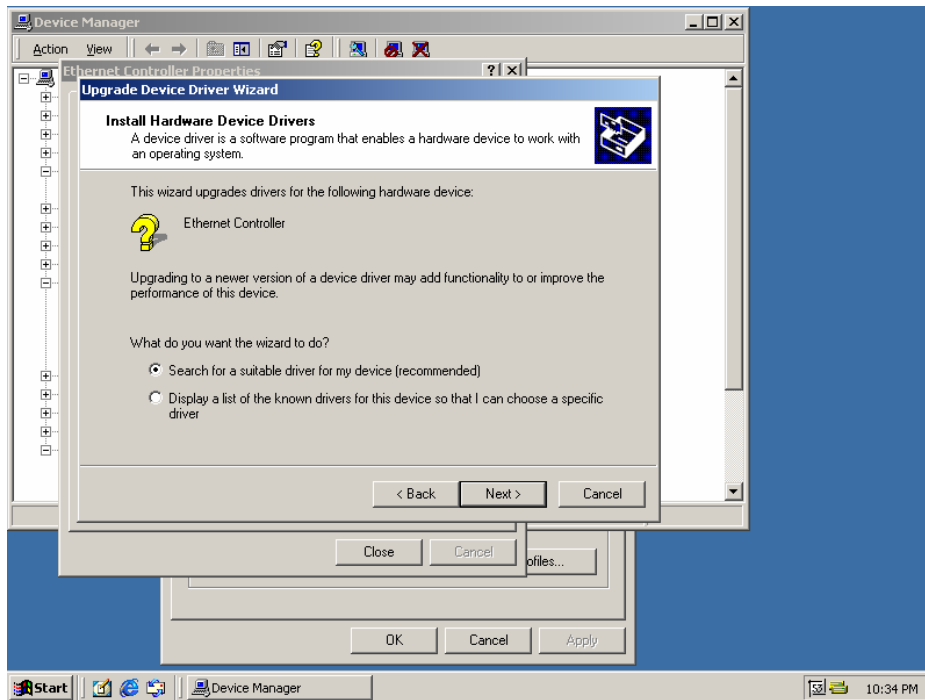 Device Manager
Action View
Ethernet Controller Properties
Upgrade Device Driver Wizard
Install Hardware Device Drivers
A device driver is a software program that enables a hardware device to work with
an operating system.
This wizard upgrades drivers for the following hardware device:
Ethernet Controller
Upgrading to a newer version of a device driver may add functionality to or improve the
performance of this device.
What do you want the wizard to do?
Search for a suitable driver for my device (recommended)
Display a list of the known drivers for this device so that I can choose a specific
driver
< Back Next > Cancel
Close Cancel
ofiles...
OK Cancel Apply
Start Device Manager 10:34 PM